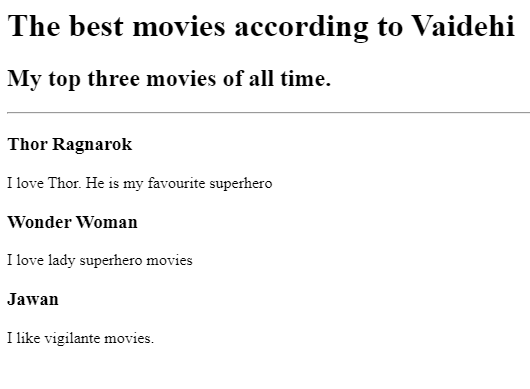 The best movies according to Vaidehi
My top three movies of all time.
Thor Ragnarok
I love Thor. He is my favourite superhero
Wonder Woman
I love lady superhero movies
Jawan
I like vigilante movies.